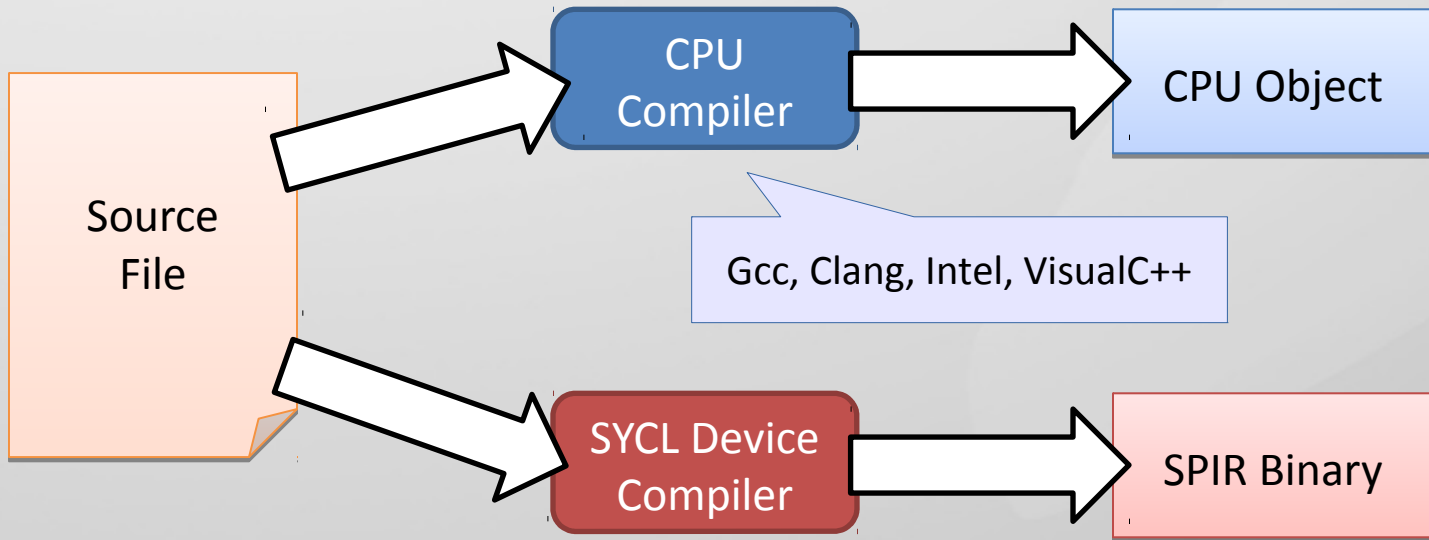 Source
File
CPU
Compiler
CPU Object
Gcc, Clang, Intel, VisualC++
SYCL Device
Compiler
SPIR Binary